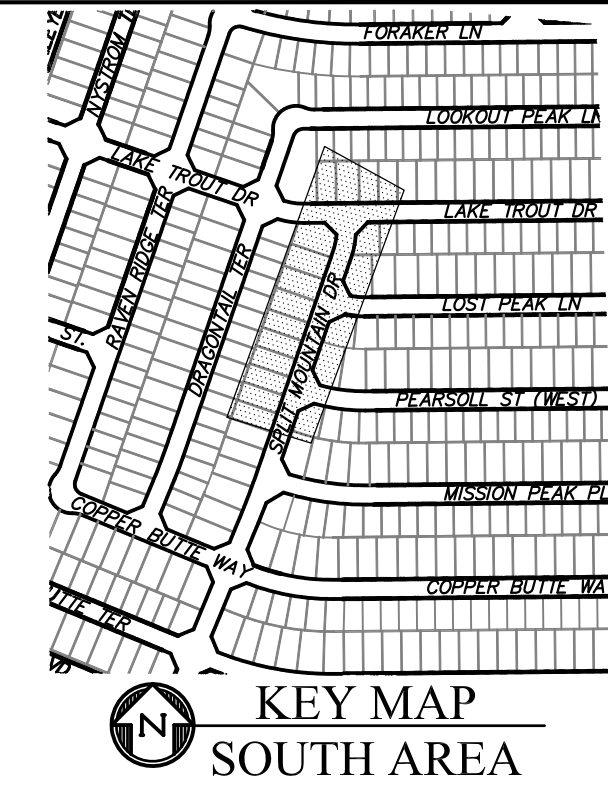 FORAKER LN
NYSTROM
LOOKOUT PEAK LN
LAKE TROUT DR
LAKE TROUT DR
RAVEN RIDGE TER
DRAGONTAIL TER
SPLIT MOUNTAIN DR
LOST PEAK LN
ST.
PEARSOLL ST (WEST)
MISSION PEAK PL
COPPER BUTTE WAY
COPPER BUTTE WA
UTTE TER
N
KEY MAP
SOUTH AREA